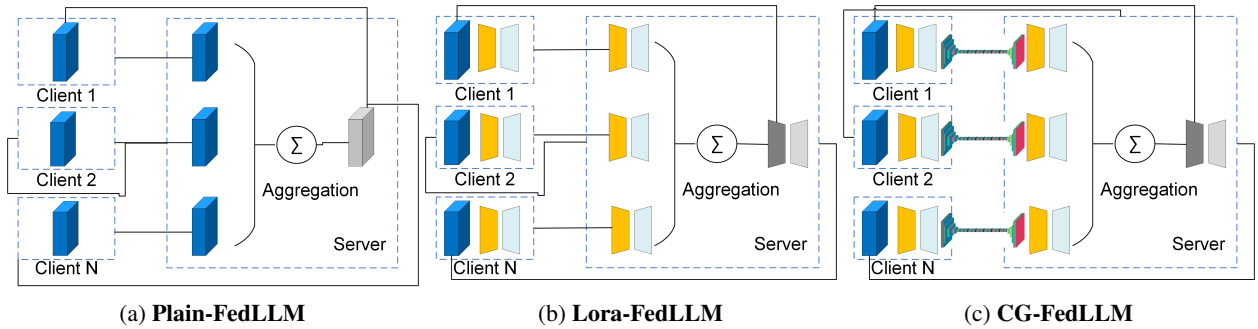 Client 1
Client 2
Client N
Σ
Aggregation
Server
(a) Plain-FedLLM
Client 1
Client 2
Client N
Σ
Aggregation
Server
(b) Lora-FedLLM
Client 1
Client 2
Client N
Σ
Aggregation
Server
(c) CG-FedLLM